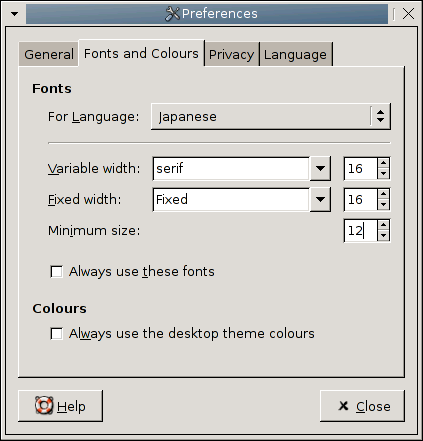 Preferences
General Fonts and Colours Privacy Language
Fonts
For Language: Japanese
Variable width: serif 16
Fixed width: Fixed 16
Minimum size: 12
Always use these fonts
Colours
Always use the desktop theme colours
Help Close